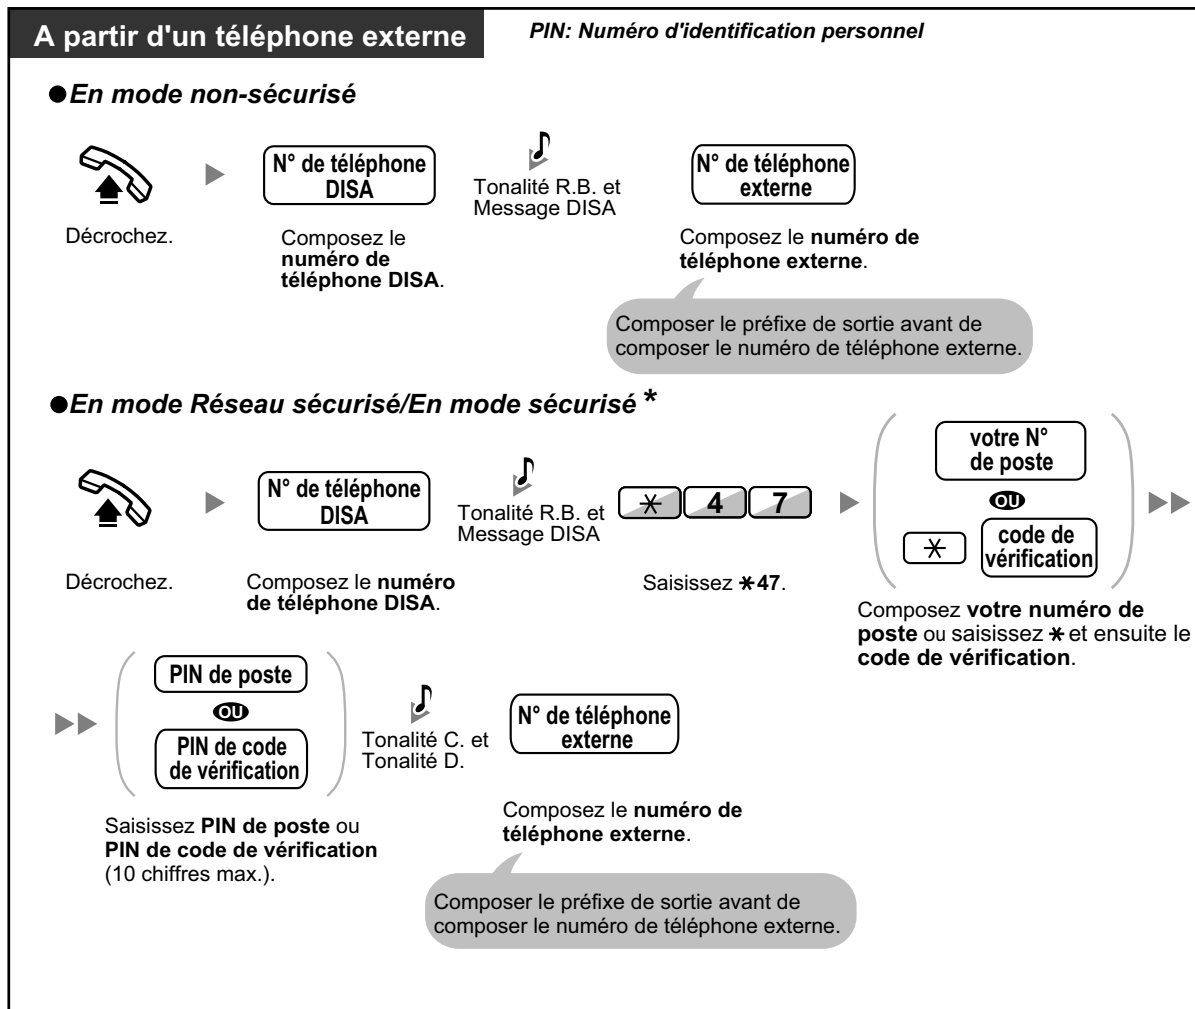 A partir d'un téléphone externe
PIN: Numéro d'identification personnel
●En mode non-sécurisé
N° de téléphone
DISA
Tonalité R.B. et
Message DISA
N° de téléphone
externe
Décrochez.
Composez le
numéro de
téléphone DISA.
Composez le numéro de
téléphone externe.
Composer le préfixe de sortie avant de
composer le numéro de téléphone externe.
●En mode Réseau sécurisé/En mode sécurisé *
N° de téléphone
DISA
Tonalité R.B. et
Message DISA
* 4 7
votre N°
de poste
OU
* code de
vérification
Décrochez.
Composez le numéro
de téléphone DISA.
Saisissez *47.
Composez votre numéro de
poste ou saisissez * et ensuite le
code de vérification.
PIN de poste
OU
PIN de code
de vérification
Tonalité C. et
Tonalité D.
N° de téléphone
externe
Saisissez PIN de poste ou
PIN de code de vérification
(10 chiffres max.).
Composez le numéro de
téléphone externe.
Composer le préfixe de sortie avant de
composer le numéro de téléphone externe.